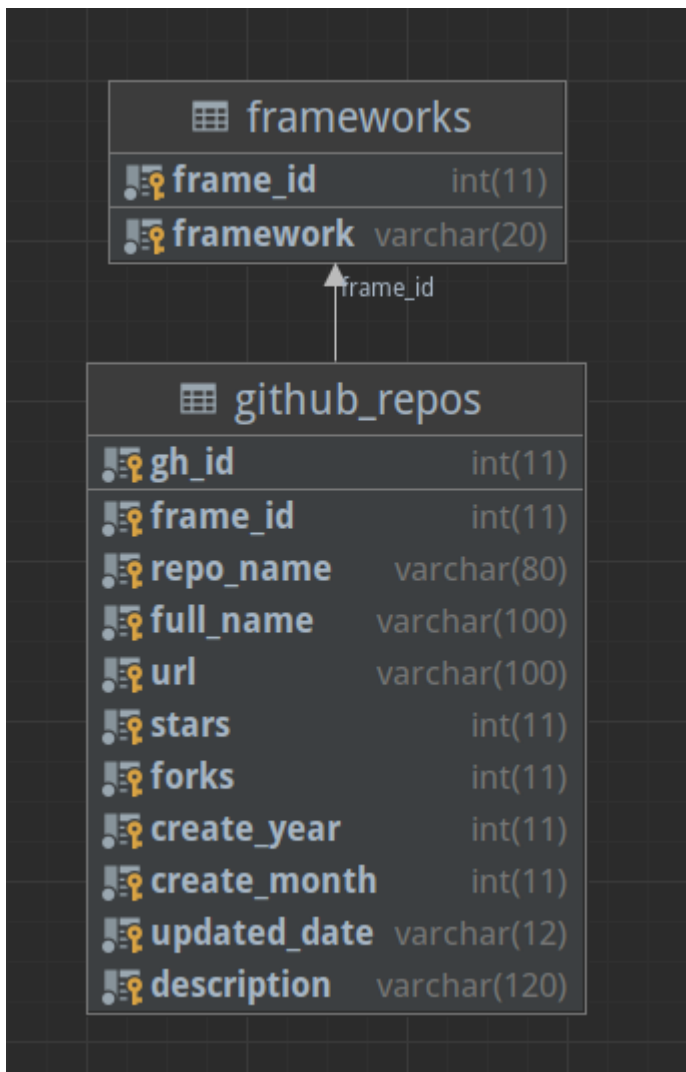 frameworks
frame_id int(11)
framework varchar(20)
frame_id
github_repos
gh_id int(11)
frame_id int(11)
repo_name varchar(80)
full_name varchar(100)
url varchar(100)
stars int(11)
forks int(11)
create_year int(11)
create_month int(11)
updated_date varchar(12)
description varchar(120)